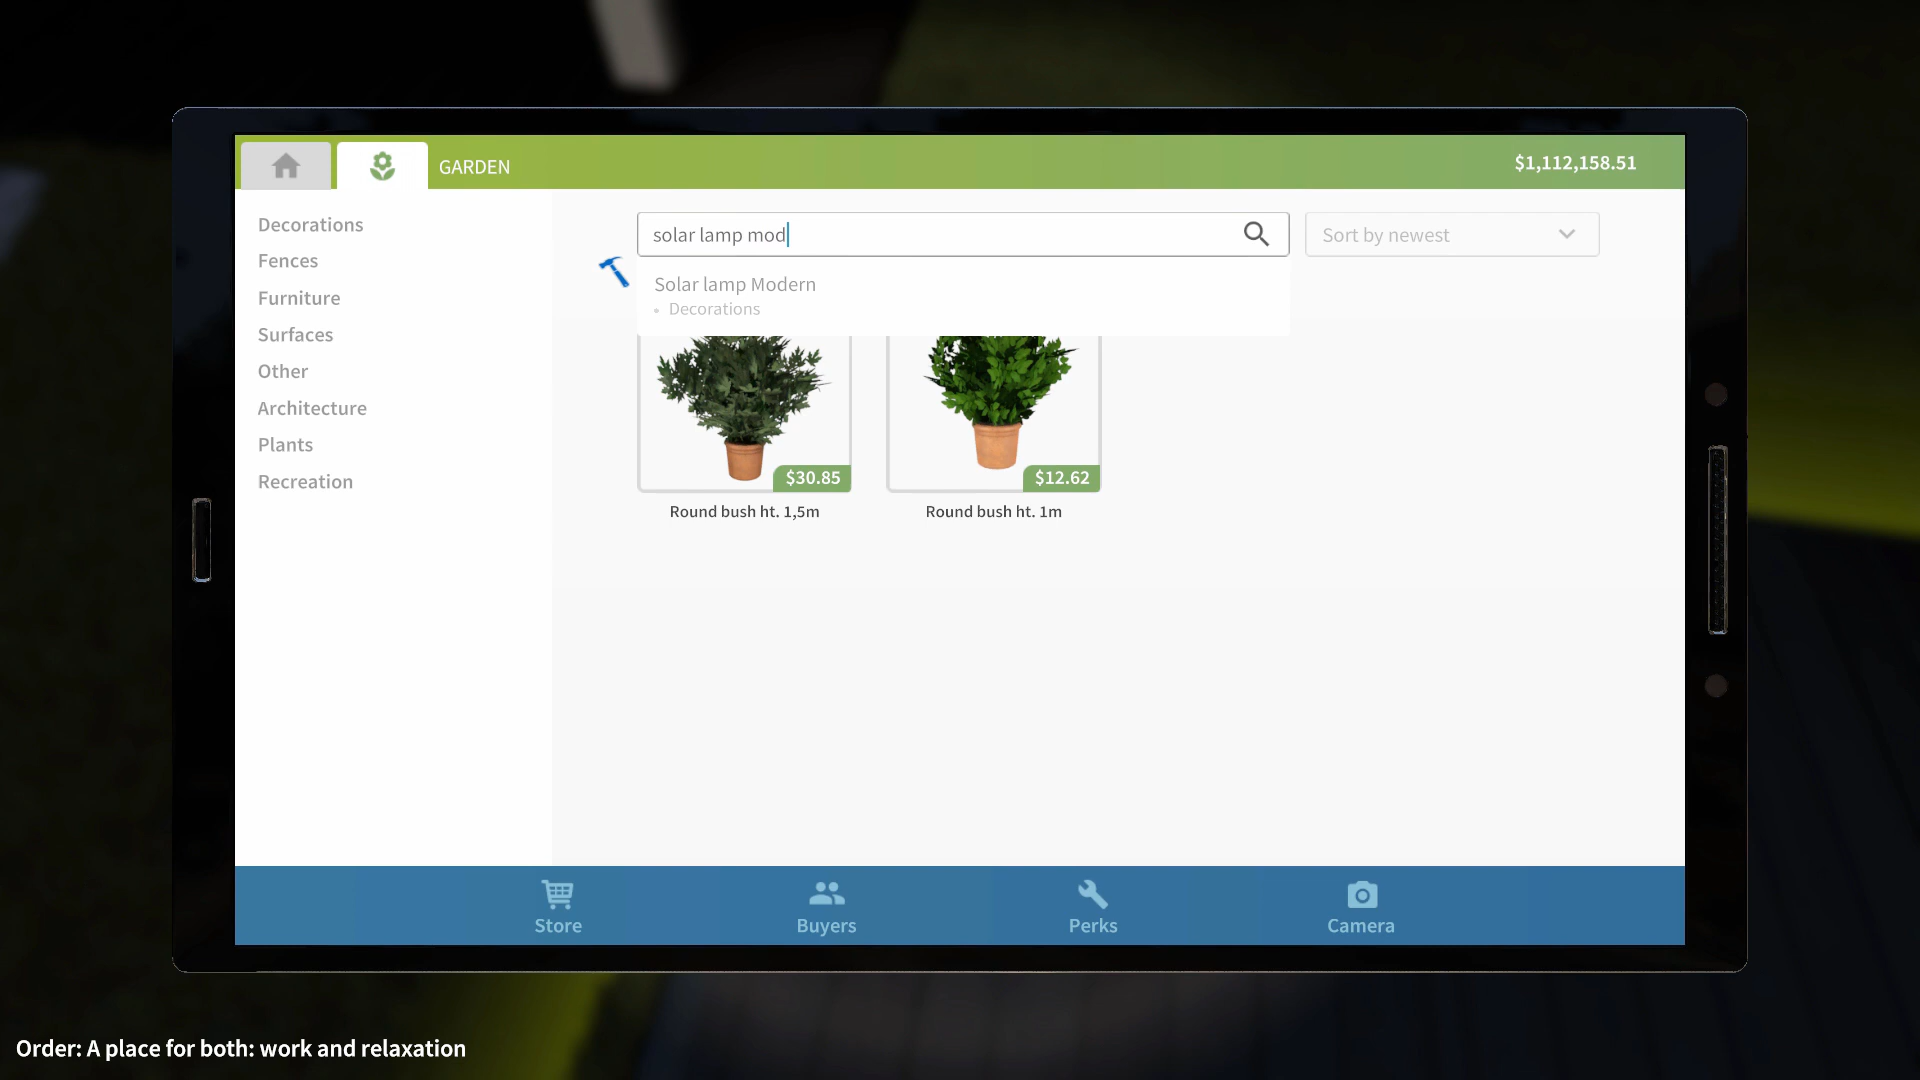 GARDEN
$1,112,158.51
Decorations
Fences
Furniture
Surfaces
Other
Architecture
Plants
Recreation
solar lamp mod
Sort by newest
Solar lamp Modern
• Decorations
$30.85
$12.62
Round bush ht. 1,5m
Round bush ht. 1m
Store
Buyers
Perks
Camera
Order: A place for both: work and relaxation